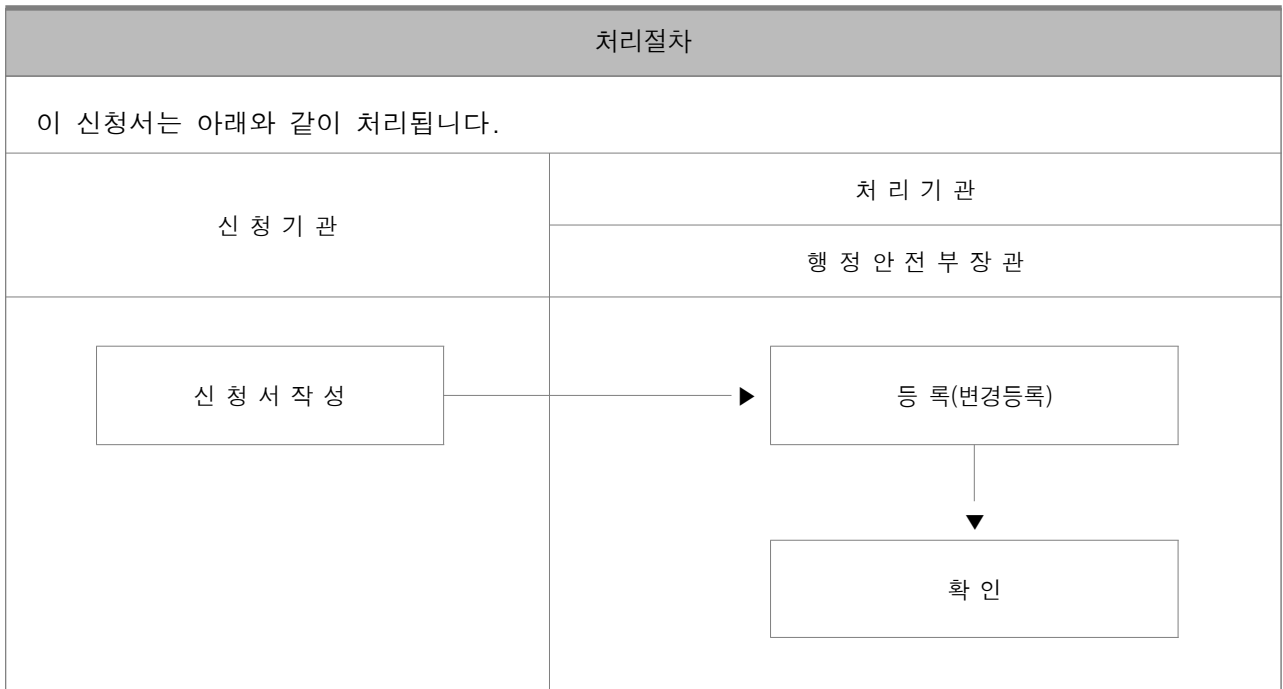 처리절차
이 신청서는 아래와 같이 처리됩니다.
신 청 기 관
처 리 기 관
행 정 안 전 부 장 관
신 청 서 작 성
등 록(변경등록)
확 인